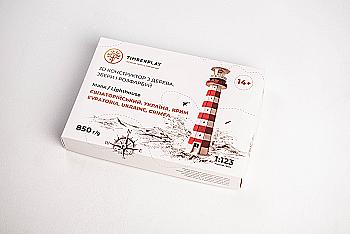 TIMBERPLAY
3D КОНСТРУКТОР З ДЕРЕВА.
ЗБЕРИ І РОЗФАРБУЙ
14+
Маяк / Lighthouse
ЄВПАТОРІЙСЬКИЙ, УКРАЇНА, КРИМ
EVPATORIA, UKRAINE, CRIMEA
850 г/g
1:123